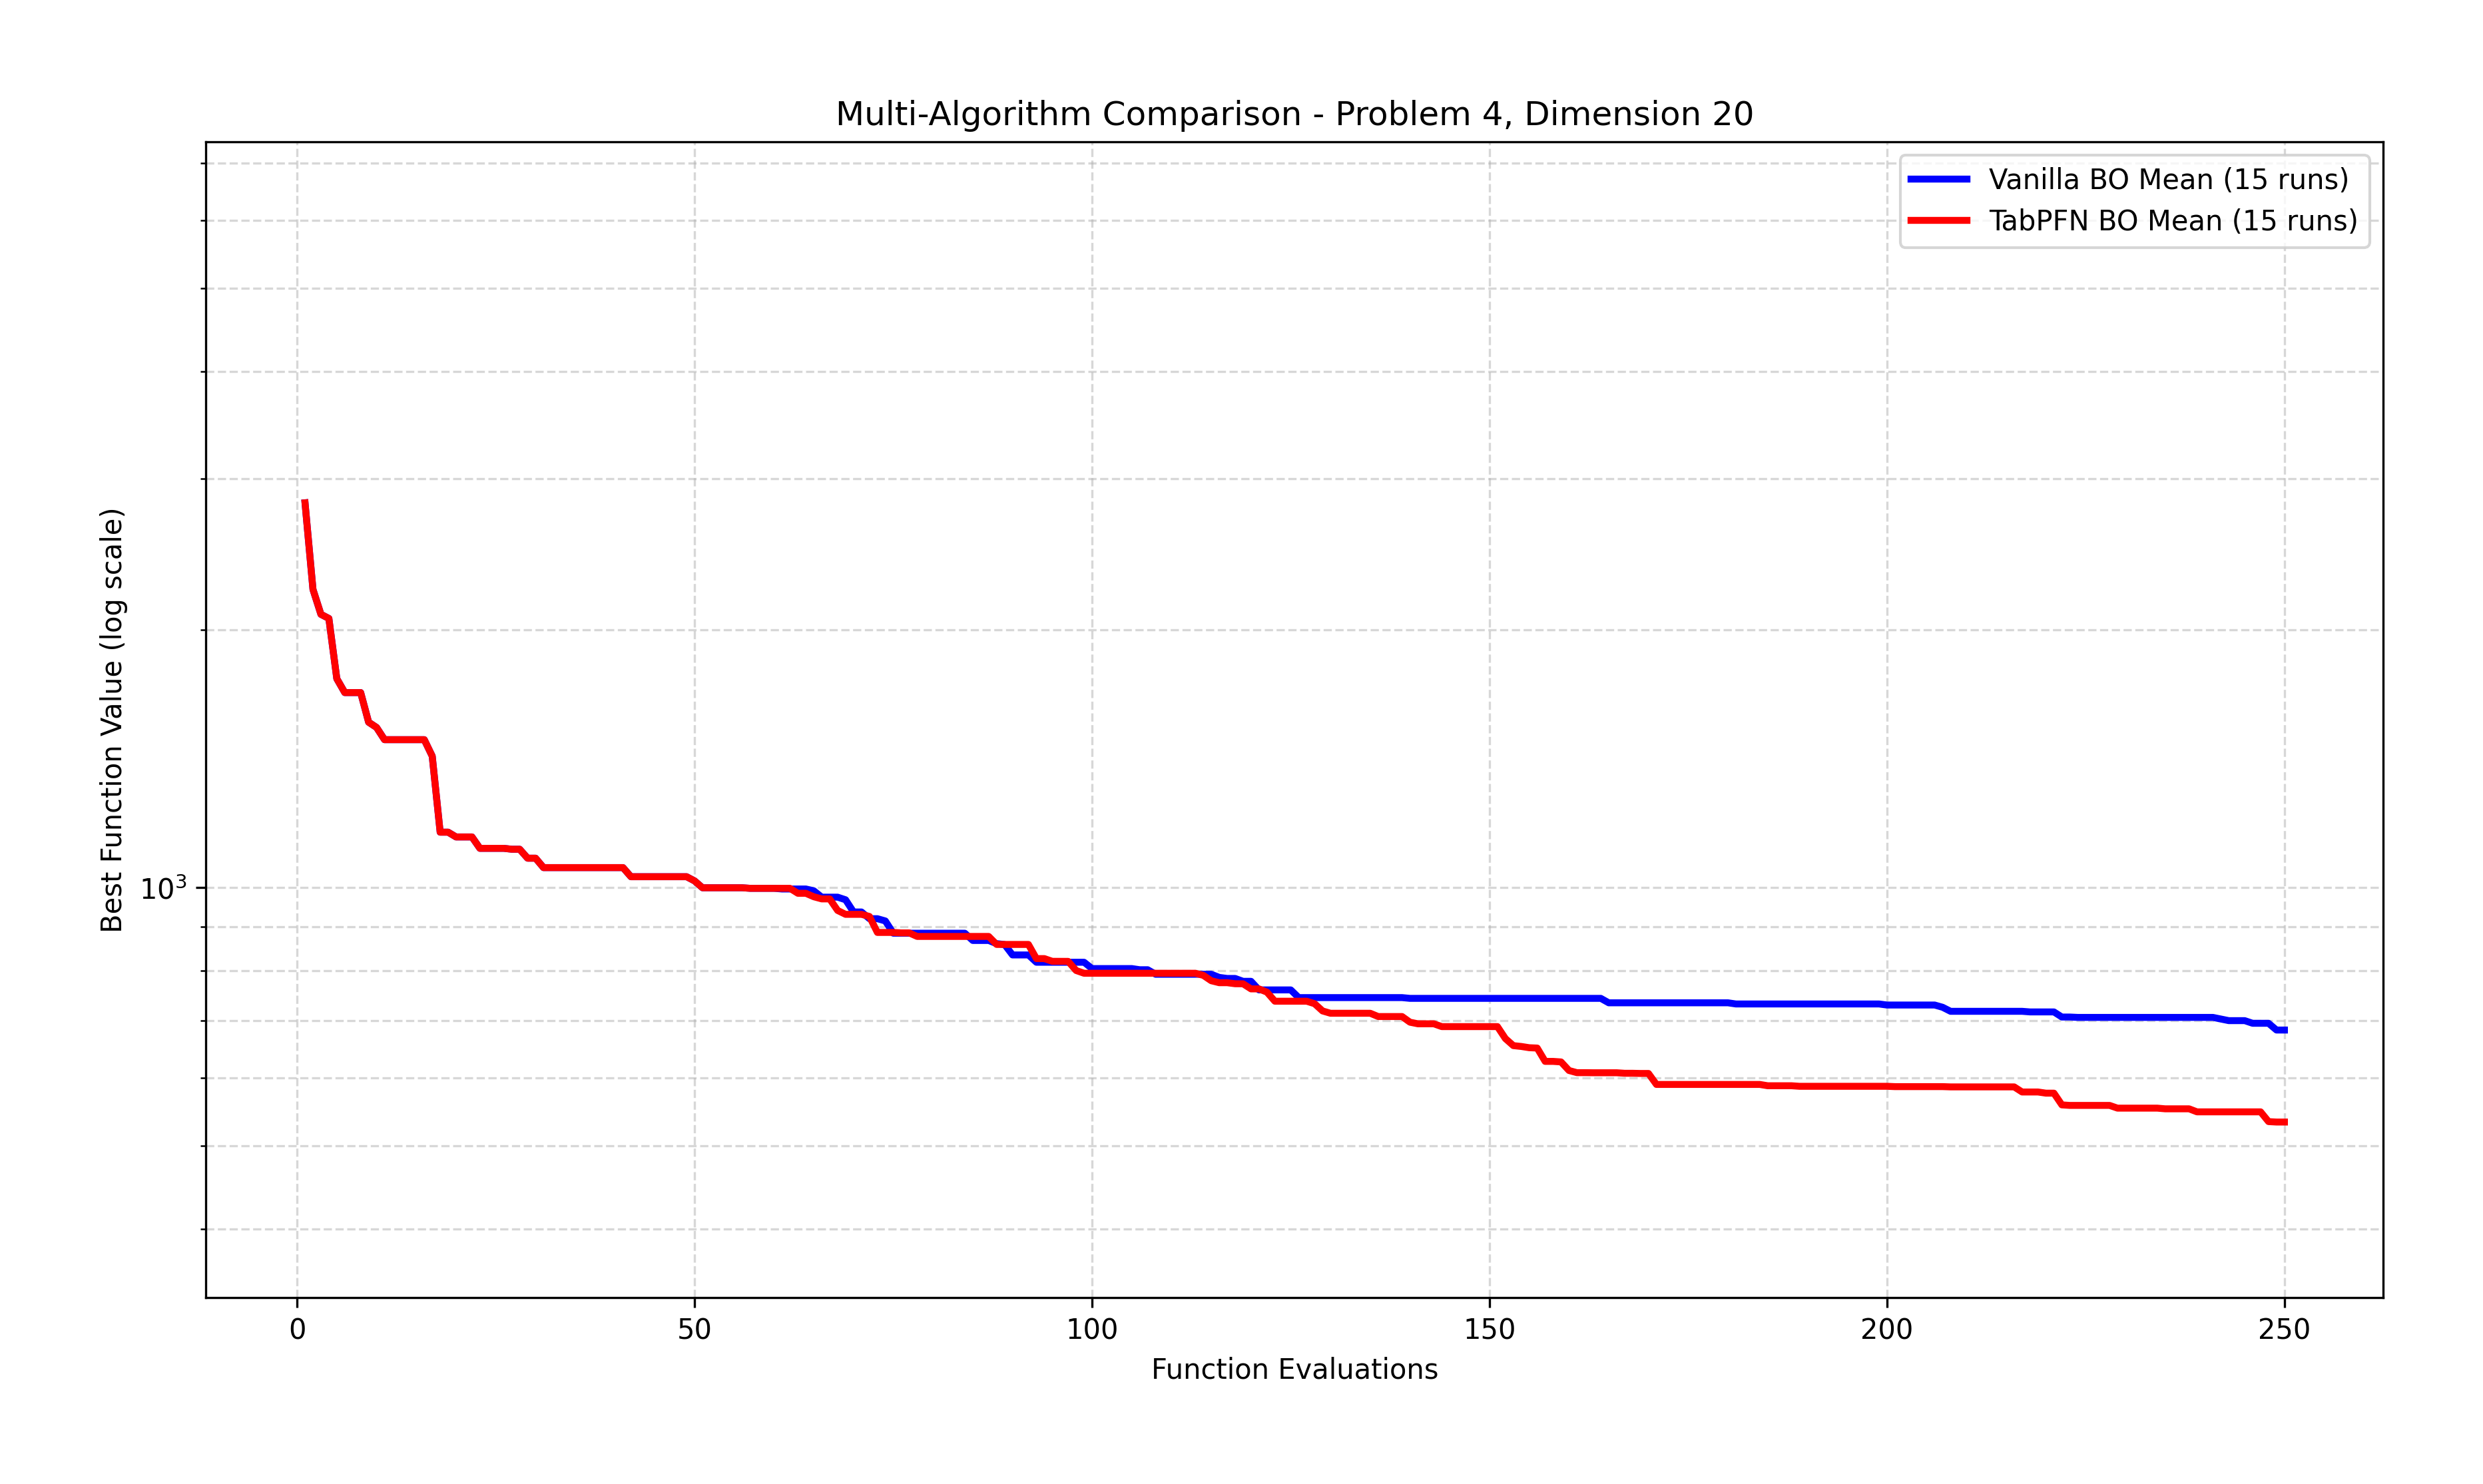 Multi-Algorithm Comparison - Problem 4, Dimension 20
Vanilla BO Mean (15 runs)
TabPFN BO Mean (15 runs)
Best Function Value (log scale)
10³
0 50 100 150 200 250
Function Evaluations